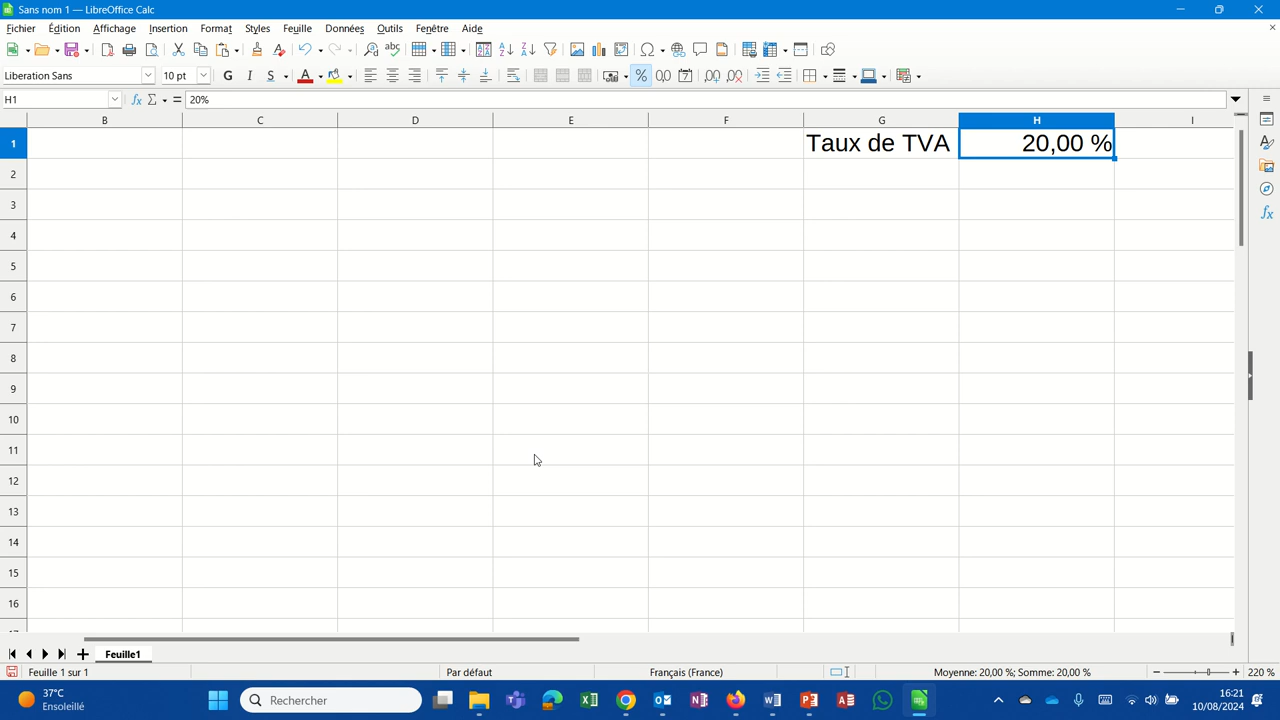 Sans nom 1 — LibreOffice Calc
Fichier Édition Affichage Insertion Format Styles Feuille Données Outils Fenêtre Aide
Liberation Sans 10 pt G I S
H1 20%
B C D E F G H I
1 Taux de TVA 20,00 %
2
3
4
5
6
7
8
9
10
11
12
13
14
15
16
Feuille1
Feuille 1 sur 1 Par défaut Français (France) Moyenne: 20,00 %; Somme: 20,00 % 220 %
37°C
Ensoleillé
Rechercher
16:21
10/08/2024